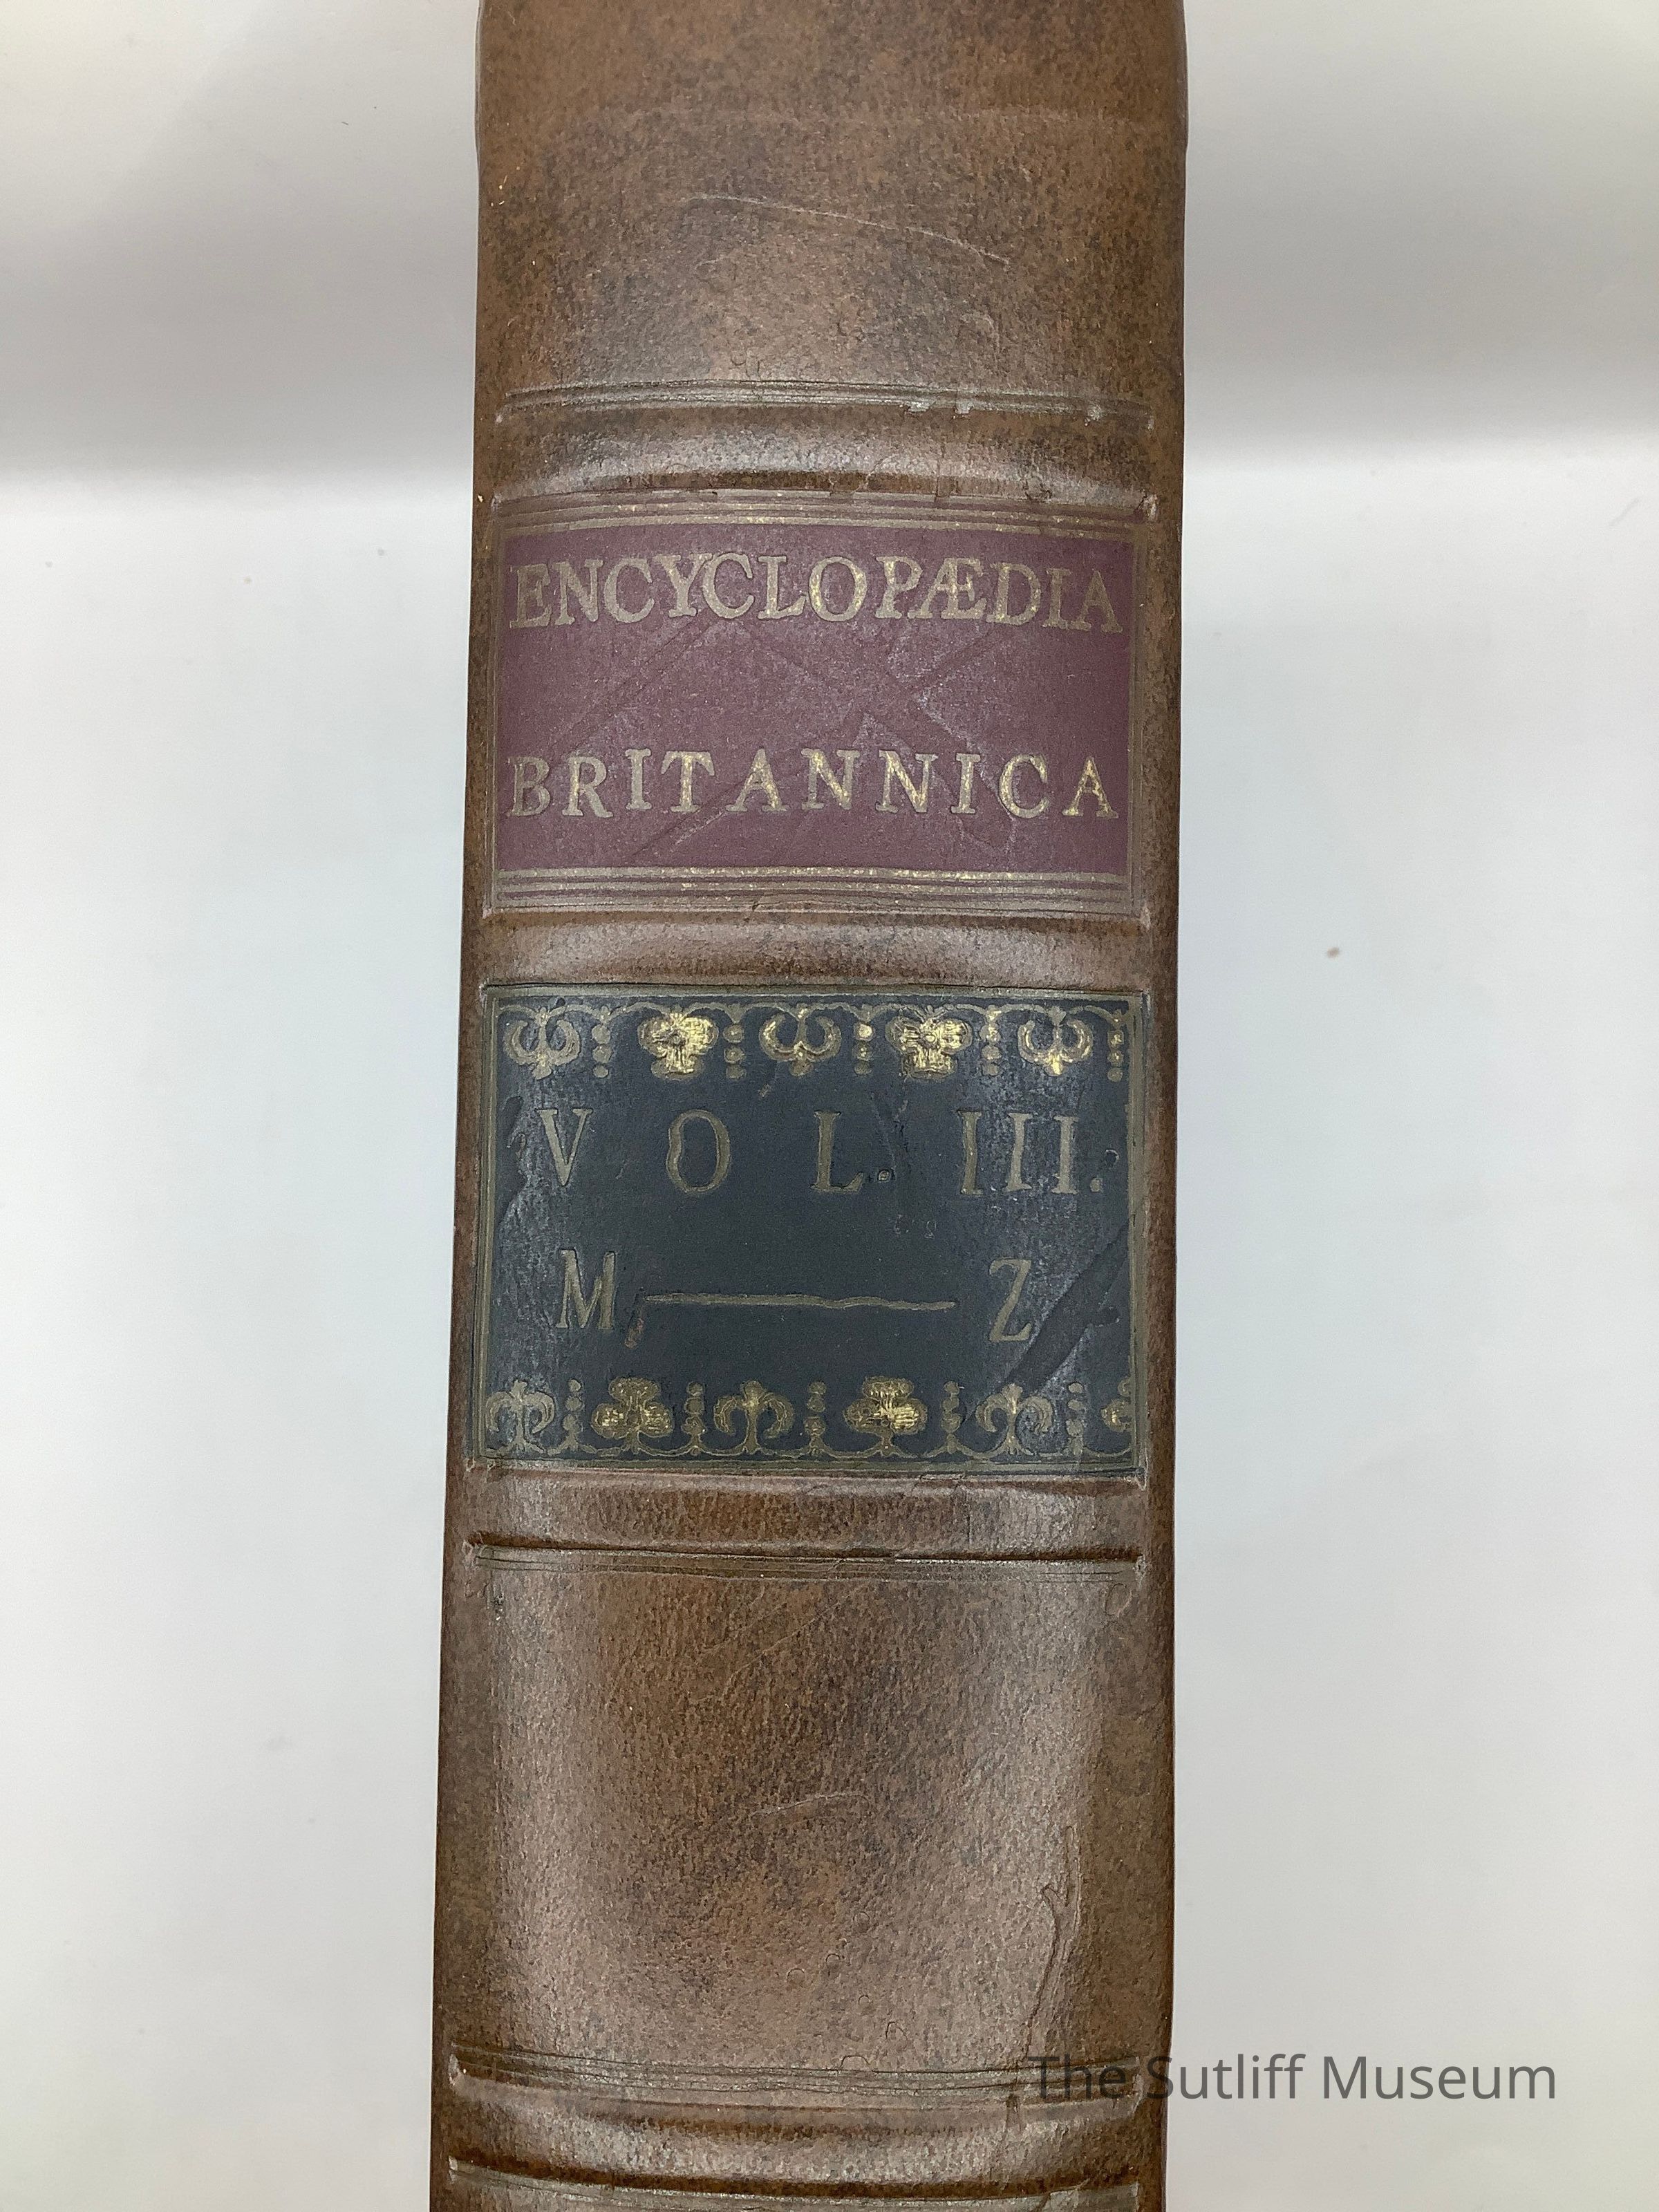 ENCYCLOPÆDIA
BRITANNICA
VOL. III.
M——Z
The Sutliff Museum